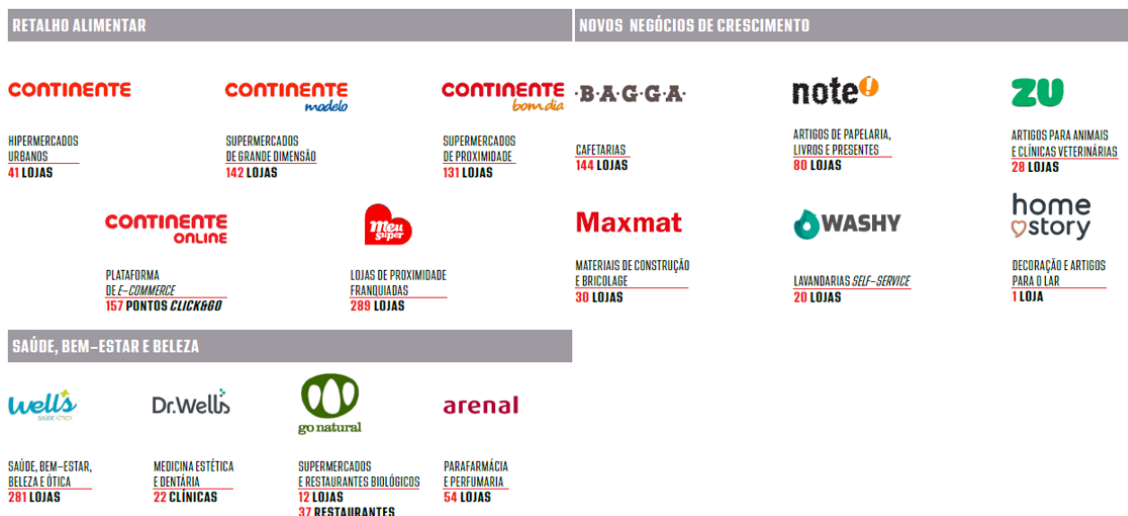 RETALHO ALIMENTAR
CONTINENTE
HIPERMERCADOS
URBANOS
41 LOJAS
CONTINENTE
modelo
SUPERMERCADOS
DE GRANDE DIMENSÃO
142 LOJAS
CONTINENTE
bom dia
SUPERMERCADOS
DE PROXIMIDADE
131 LOJAS
CONTINENTE
ONLINE
PLATAFORMA
DE E-COMMERCE
157 PONTOS CLICK&GO
meu
super
LOJAS DE PROXIMIDADE
FRANQUIADAS
289 LOJAS
NOVOS NEGÓCIOS DE CRESCIMENTO
·B·A·G·G·A·
CAFETARIAS
144 LOJAS
note!
ARTIGOS DE PAPELARIA,
LIVROS E PRESENTES
80 LOJAS
ZU
ARTIGOS PARA ANIMAIS
E CLÍNICAS VETERINÁRIAS
28 LOJAS
Maxmat
MATERIAIS DE CONSTRUÇÃO
E BRICOLAGE
30 LOJAS
WASHY
LAVANDARIAS SELF-SERVICE
20 LOJAS
home
story
DECORAÇÃO E ARTIGOS
PARA O LAR
1 LOJA
SAÚDE, BEM-ESTAR E BELEZA
well's
SAÚDE·ÓTICA
SAÚDE, BEM-ESTAR,
BELEZA E ÓTICA
281 LOJAS
Dr.Well's
MEDICINA ESTÉTICA
E DENTÁRIA
22 CLÍNICAS
go natural
SUPERMERCADOS
E RESTAURANTES BIOLÓGICOS
12 LOJAS
37 RESTAURANTES
arenal
PARAFARMÁCIA
E PERFUMARIA
54 LOJAS